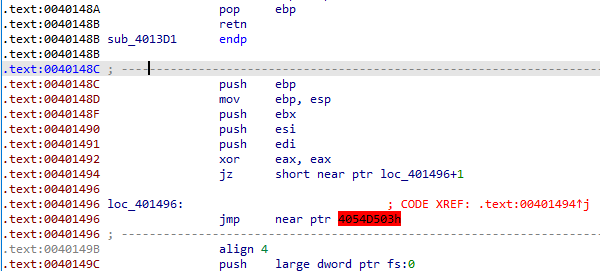 .text:0040148A pop ebp
.text:0040148B retn
.text:0040148B sub_4013D1 endp
.text:0040148B
.text:0040148C ; ---------------------------------------------------------------------------
.text:0040148C push ebp
.text:0040148D mov ebp, esp
.text:0040148F push ebx
.text:00401490 push esi
.text:00401491 push edi
.text:00401492 xor eax, eax
.text:00401494 jz short near ptr loc_401496+1
.text:00401496
.text:00401496 loc_401496: ; CODE XREF: .text:00401494↑j
.text:00401496 jmp near ptr 4054D503h
.text:00401496 ; ---------------------------------------------------------------------------
.text:0040149B align 4
.text:0040149C push large dword ptr fs:0